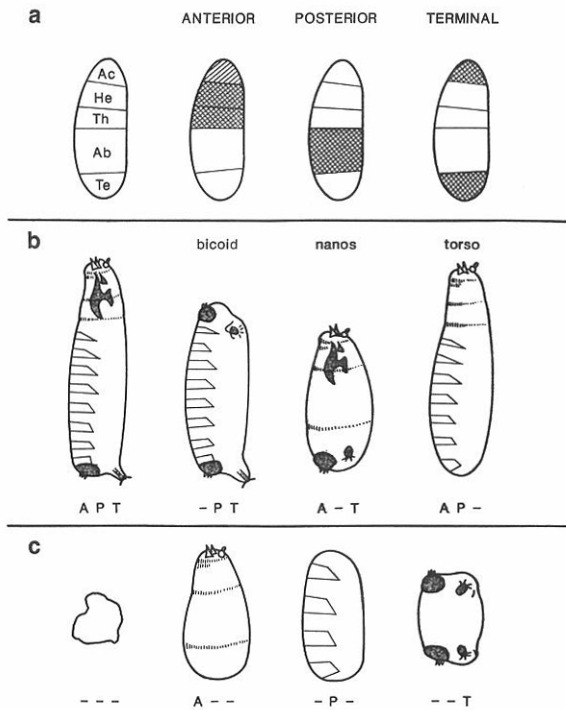 a ANTERIOR POSTERIOR TERMINAL
Ac
He
Th
Ab
Te
b bicoid nanos torso
A P T - P T A - T A P -
c
- - - A - - - P - - - T